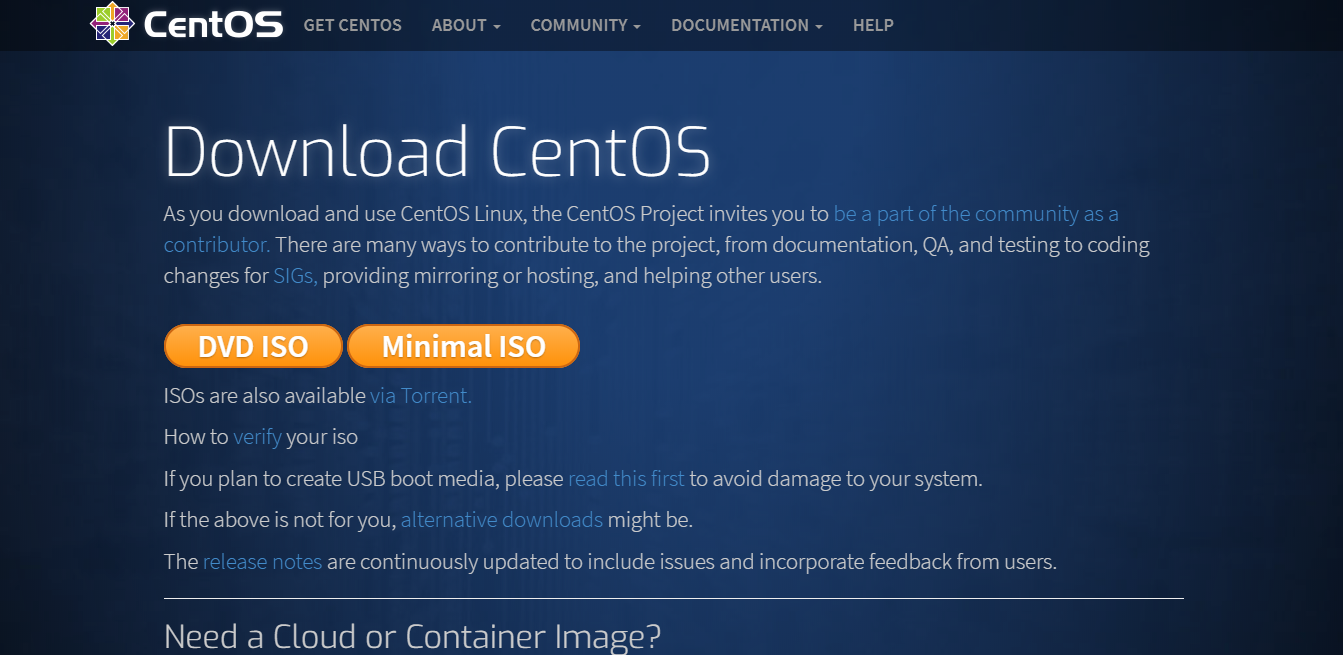 CentOS GET CENTOS ABOUT COMMUNITY DOCUMENTATION HELP
Download CentOS
As you download and use CentOS Linux, the CentOS Project invites you to be a part of the community as a
contributor. There are many ways to contribute to the project, from documentation, QA, and testing to coding
changes for SIGs, providing mirroring or hosting, and helping other users.
DVD ISO Minimal ISO
ISOs are also available via Torrent.
How to verify your iso
If you plan to create USB boot media, please read this first to avoid damage to your system.
If the above is not for you, alternative downloads might be.
The release notes are continuously updated to include issues and incorporate feedback from users.
Need a Cloud or Container Image?